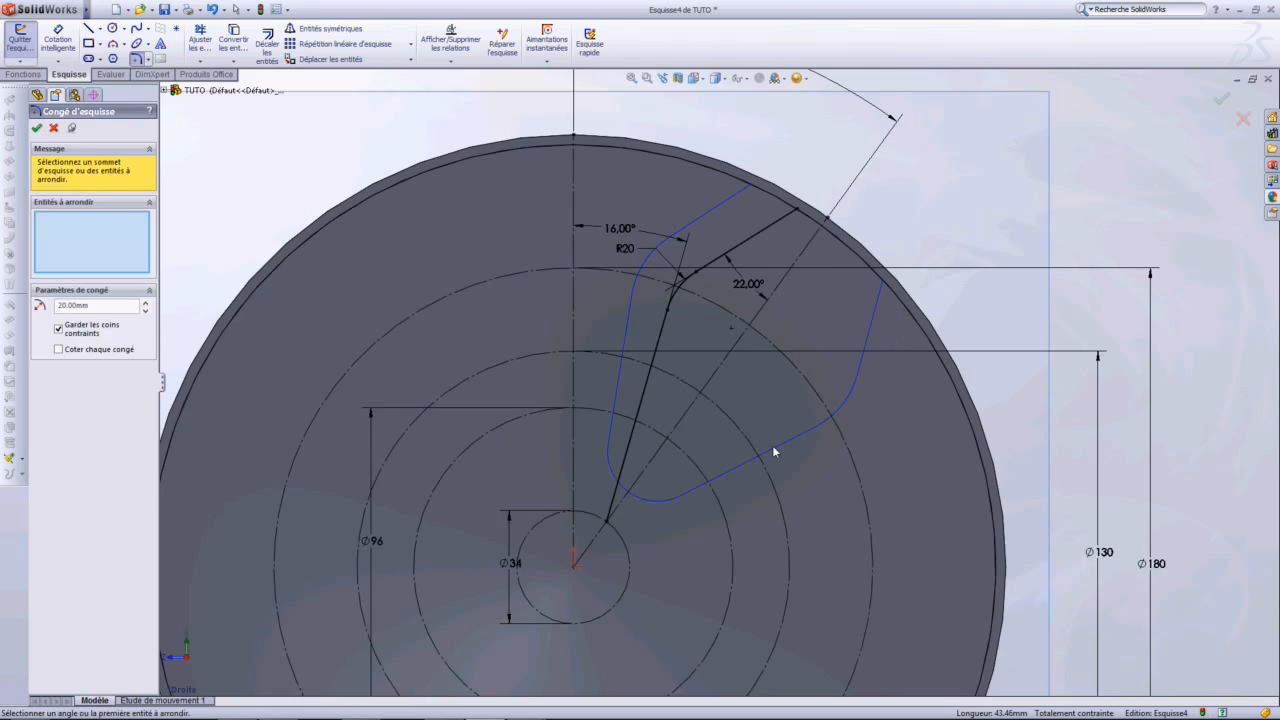 SolidWorks
Esquisse4 de TUTO *
Recherche SolidWorks
Quitter l'esqui...
Cotation intelligente
Ajuster les e...
Convertir les ent...
Décaler les entités
Entités symétriques
Répétition linéaire d'esquisse
Déplacer les entités
Afficher/Supprimer les relations
Réparer l'esquisse
Aimantations instantanées
Esquisse rapide
Fonctions
Esquisse
Evaluer
DimXpert
Produits Office
TUTO (Défaut<<Défaut>_...
Congé d'esquisse
?
Message
Sélectionnez un sommet
d'esquisse ou des entités à
arrondir.
Entités à arrondir
Paramètres de congé
20.00mm
Garder les coins
contraints
Coter chaque congé
16,00°
R20
22,00°
Ø96
Ø34
Ø130
Ø180
Droite
Modèle
Etude de mouvement 1
Sélectionner un angle ou la première entité à arrondir.
Longueur: 43.46mm
Totalement contrainte
Edition: Esquisse4